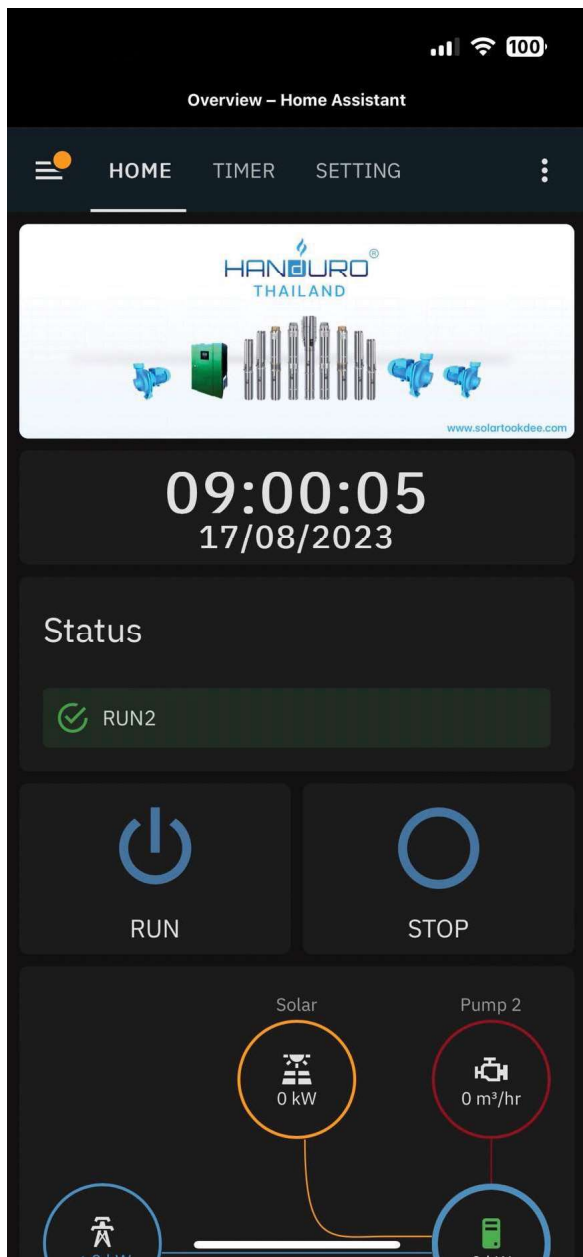 100
Overview – Home Assistant
HOME TIMER SETTING
HANDURO®
THAILAND
www.solartookdee.com
09:00:05
17/08/2023
Status
RUN2
RUN STOP
Solar Pump 2
0 kW 0 m³/hr